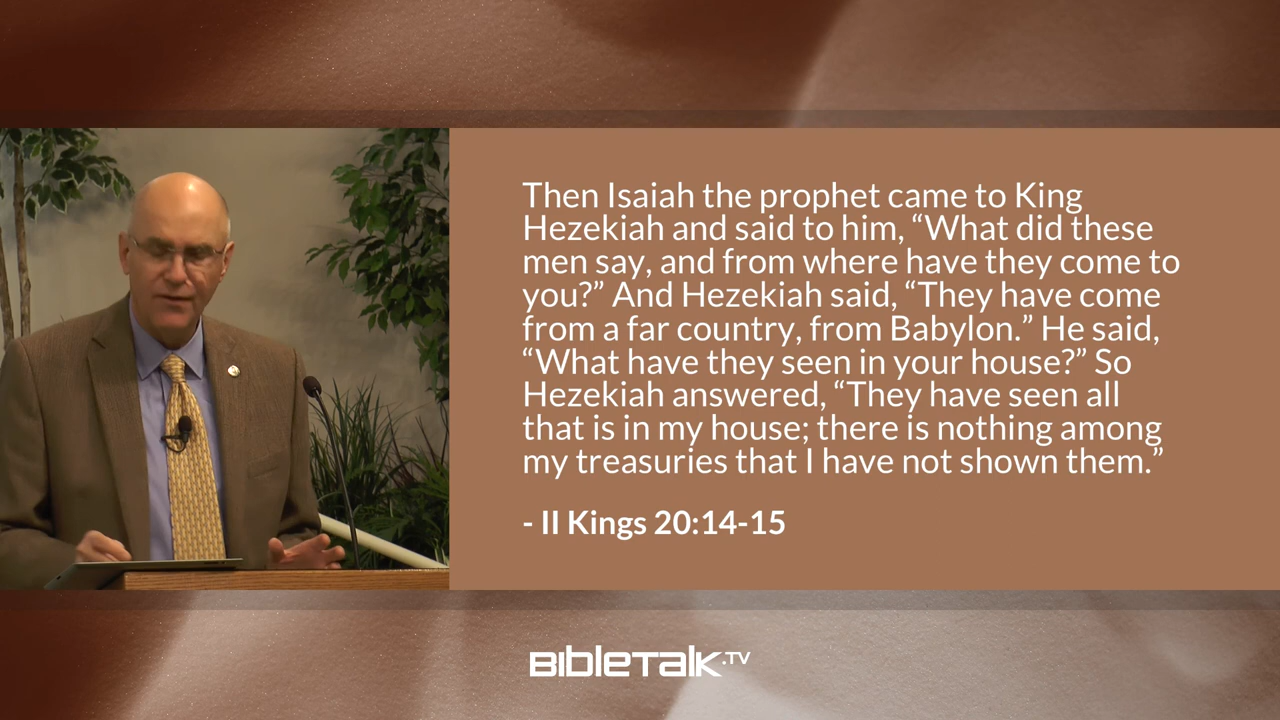 Then Isaiah the prophet came to King
Hezekiah and said to him, “What did these
men say, and from where have they come to
you?” And Hezekiah said, “They have come
from a far country, from Babylon.” He said,
“What have they seen in your house?” So
Hezekiah answered, “They have seen all
that is in my house; there is nothing among
my treasuries that I have not shown them.”
- II Kings 20:14-15
BIBLETALK.TV